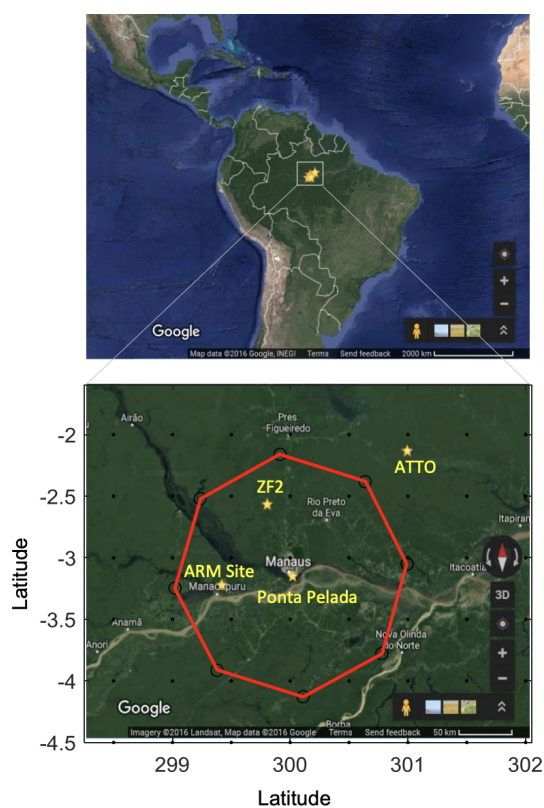 Google
Map data ©2016 Google, INEGI Terms Send feedback 2000 km
Airão
Pres.
Figueiredo
ATTO
ZF2
Rio Preto
da Eva
Itapiran
Manaus
Itacoatia
ARM Site
Manacapuru
Ponta Pelada
3D
Anamã
Anori
Nova Olinda
do Norte
Google
Borba
Imagery ©2016 Landsat, Map data ©2016 Google Terms Send feedback 50 km
-2
-2.5
-3
-3.5
-4
-4.5
Latitude
299
300
301
302
Latitude